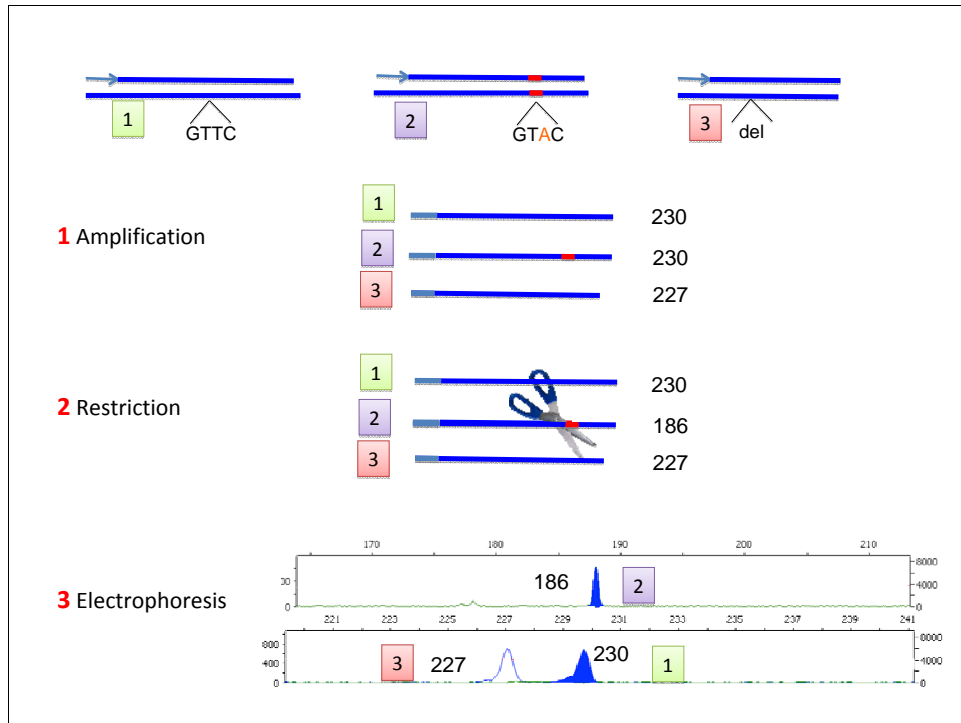 1 GTTC
2 GTAC
3 del
1 Amplification
1 230
2 230
3 227
2 Restriction
1 230
2 186
3 227
3 Electrophoresis
170 180 190 200 210
8000
186 2 4000
0 0
221 223 225 227 229 231 233 235 237 239 241
800 8000
400 3 227 230 1 4000
0 0